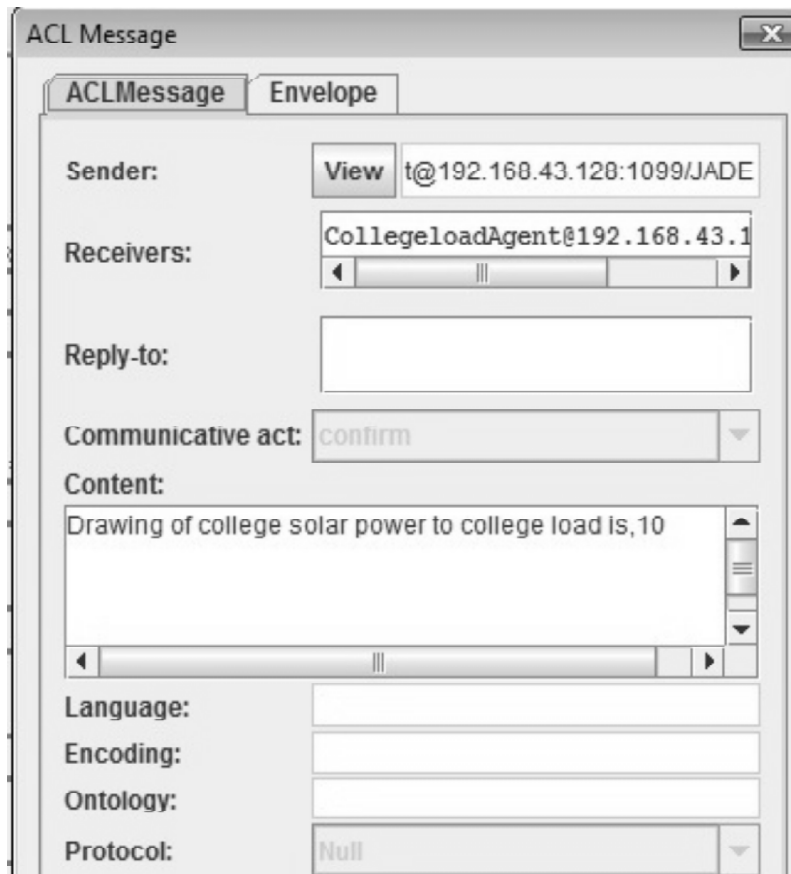 ACL Message
ACLMessage Envelope
Sender: View t@192.168.43.128:1099/JADE
Receivers: CollegeloadAgent@192.168.43.1
Reply-to:
Communicative act: confirm
Content:
Drawing of college solar power to college load is,10
Language:
Encoding:
Ontology:
Protocol: Null